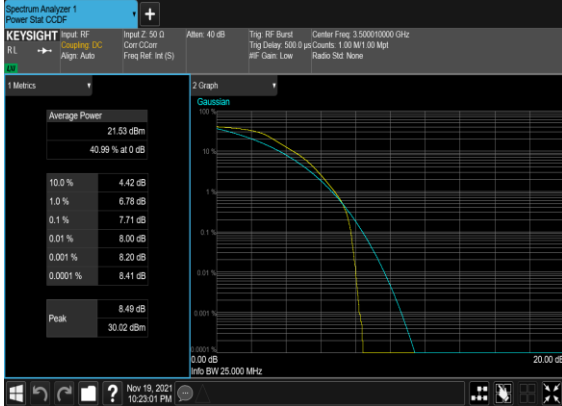 Spectrum Analyzer 1
Power Stat CCDF
+
KEYSIGHT
RL
Input: RF
Coupling: DC
Align: Auto
Input Z: 50 Ω
Corr CCorr
Freq Ref: Int (S)
Atten: 40 dB
Trig: RF Burst
Trig Delay: 500.0 µs
#IF Gain: Low
Center Freq: 3.500010000 GHz
Counts: 1.00 M/1.00 Mpt
Radio Std: None
1 Metrics
Average Power
21.53 dBm
40.99 % at 0 dB
10.0 % 4.42 dB
1.0 % 6.78 dB
0.1 % 7.71 dB
0.01 % 8.00 dB
0.001 % 8.20 dB
0.0001 % 8.41 dB
Peak
8.49 dB
30.02 dBm
2 Graph
Gaussian
100 %
10 %
1 %
0.1 %
0.01 %
0.001 %
0.0001 %
0.00 dB
20.00 dB
Info BW 25.000 MHz
?
Nov 19, 2021
10:23:01 PM